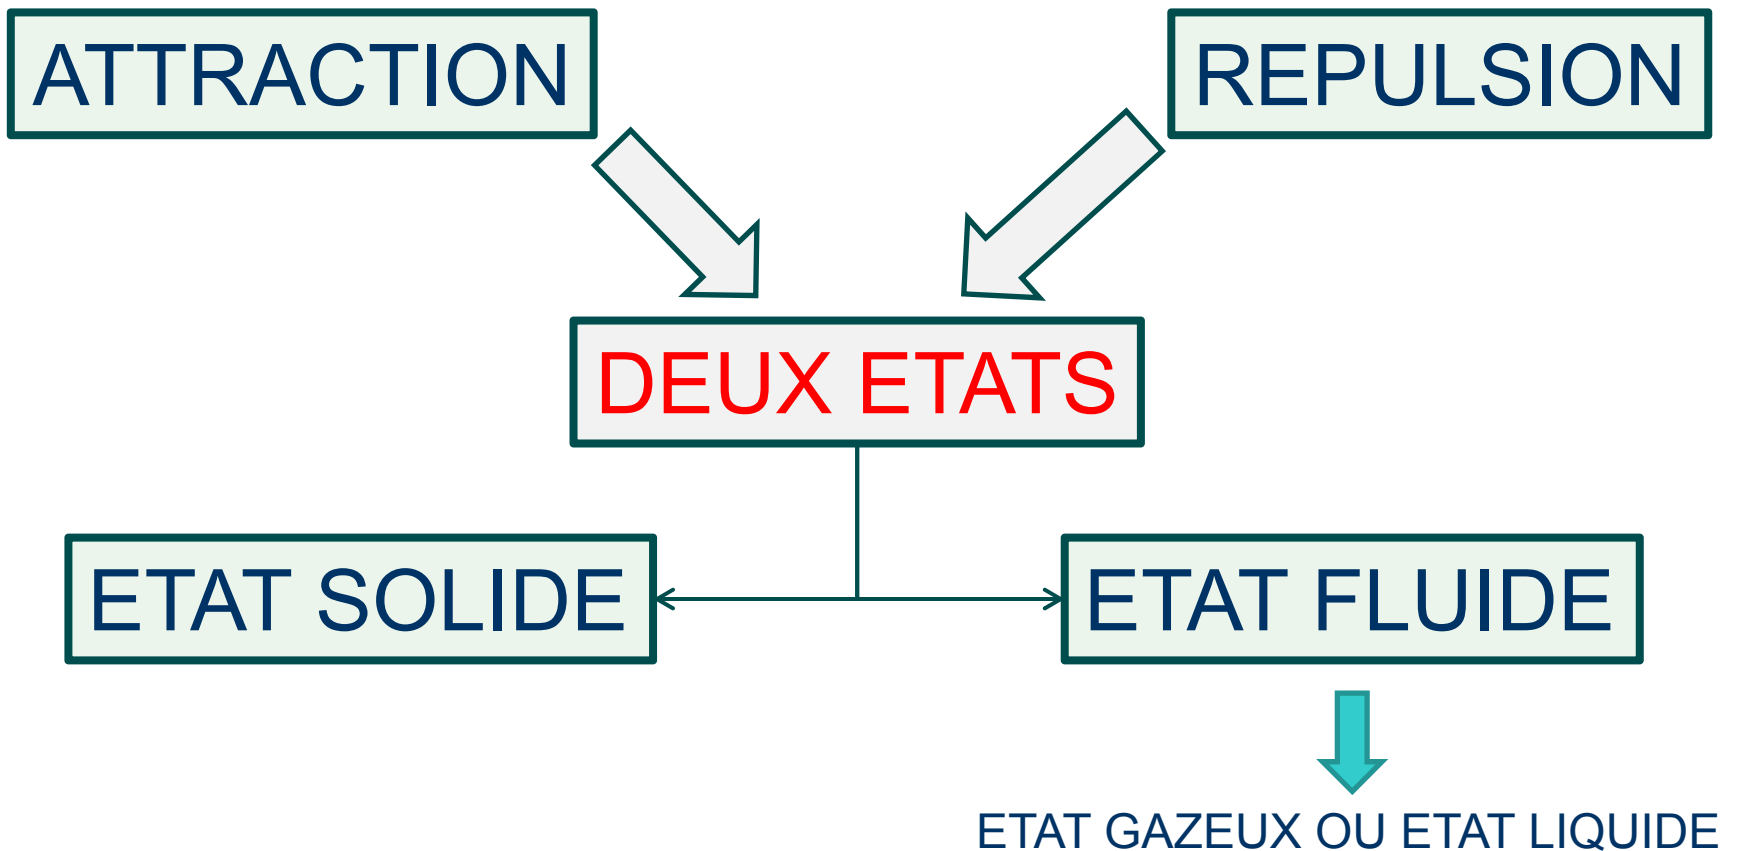 ATTRACTION
REPULSION
DEUX ETATS
ETAT SOLIDE
ETAT FLUIDE
ETAT GAZEUX OU ETAT LIQUIDE